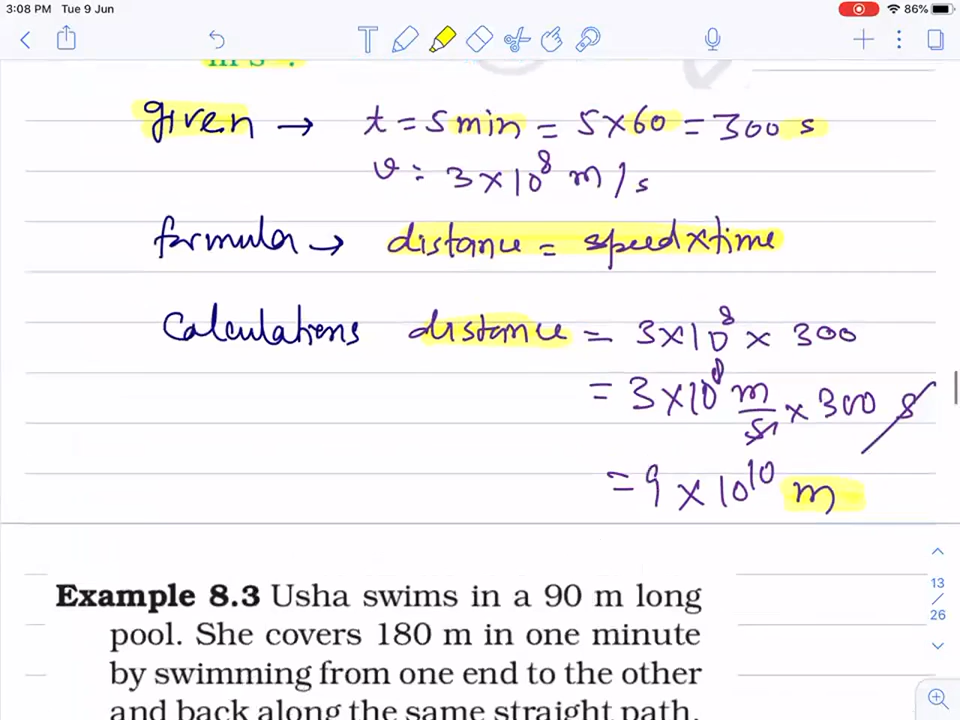 3:08 PM Tue 9 Jun
86%
T
m s⁻¹ .
given → t = 5 min = 5×60 = 300 s
v = 3×10⁸ m/s
formula → distance = speed×time
Calculations distance = 3×10⁸ × 300
= 3×10⁸ m/s × 300 s
= 9 × 10¹⁰ m
13
/
26
Example 8.3 Usha swims in a 90 m long
pool. She covers 180 m in one minute
by swimming from one end to the other
and back along the same straight path.